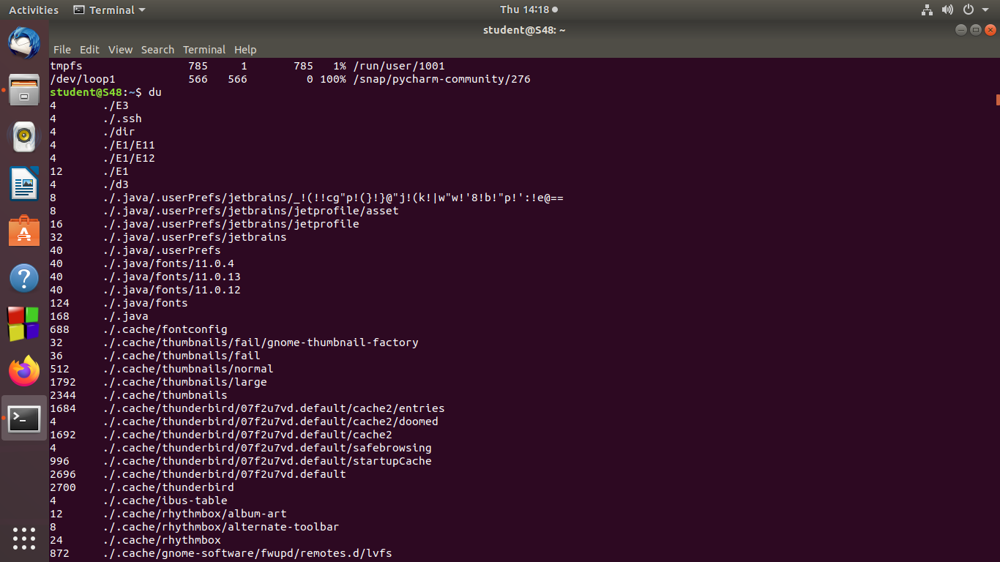 Activities Terminal Thu 14:18
student@S48: ~
File Edit View Search Terminal Help
tmpfs 785 1 785 1% /run/user/1001
/dev/loop1 566 566 0 100% /snap/pycharm-community/276
student@S48:~$ du
4 ./E3
4 ./.ssh
4 ./dir
4 ./E1/E11
4 ./E1/E12
12 ./E1
4 ./d3
8 ./.java/.userPrefs/jetbrains/_!(!!cg"p!(}!}@"j!(k!|w"w!'8!b!"p!':!e@==
8 ./.java/.userPrefs/jetbrains/jetprofile/asset
16 ./.java/.userPrefs/jetbrains/jetprofile
32 ./.java/.userPrefs/jetbrains
40 ./.java/.userPrefs
40 ./.java/fonts/11.0.4
40 ./.java/fonts/11.0.13
40 ./.java/fonts/11.0.12
124 ./.java/fonts
168 ./.java
688 ./.cache/fontconfig
32 ./.cache/thumbnails/fail/gnome-thumbnail-factory
36 ./.cache/thumbnails/fail
512 ./.cache/thumbnails/normal
1792 ./.cache/thumbnails/large
2344 ./.cache/thumbnails
1684 ./.cache/thunderbird/07f2u7vd.default/cache2/entries
4 ./.cache/thunderbird/07f2u7vd.default/cache2/doomed
1692 ./.cache/thunderbird/07f2u7vd.default/cache2
4 ./.cache/thunderbird/07f2u7vd.default/safebrowsing
996 ./.cache/thunderbird/07f2u7vd.default/startupCache
2696 ./.cache/thunderbird/07f2u7vd.default
2700 ./.cache/thunderbird
4 ./.cache/ibus-table
12 ./.cache/rhythmbox/album-art
8 ./.cache/rhythmbox/alternate-toolbar
24 ./.cache/rhythmbox
872 ./.cache/gnome-software/fwupd/remotes.d/lvfs